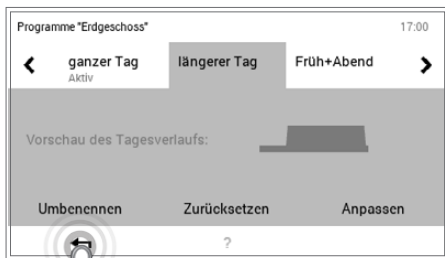 Programme "Erdgeschoss" 17:00
ganzer Tag längerer Tag Früh+Abend
Aktiv
Vorschau des Tagesverlaufs:
Umbenennen Zurücksetzen Anpassen
?